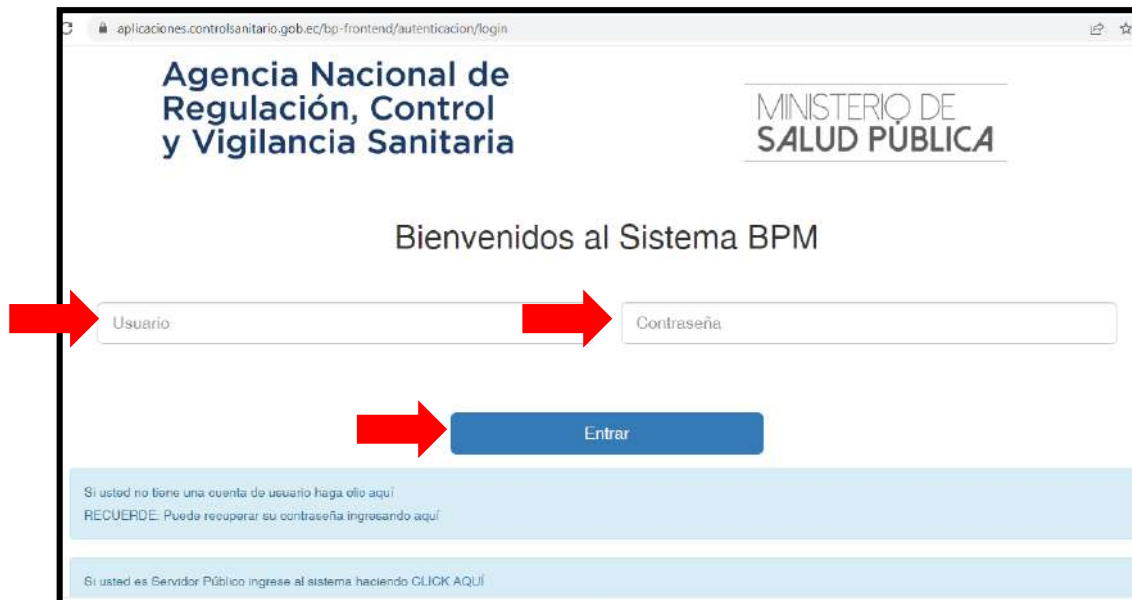 aplicaciones.controlsanitario.gob.ec/bp-frontend/autenticacion/login
Agencia Nacional de
Regulación, Control
y Vigilancia Sanitaria
MINISTERIO DE
SALUD PÚBLICA
Bienvenidos al Sistema BPM
Usuario
Contraseña
Entrar
Si usted no tiene una cuenta de usuario haga clic aquí
RECUERDE: Puede recuperar su contraseña ingresando aquí
Si usted es Servidor Público ingrese al sistema haciendo CLICK AQUÍ